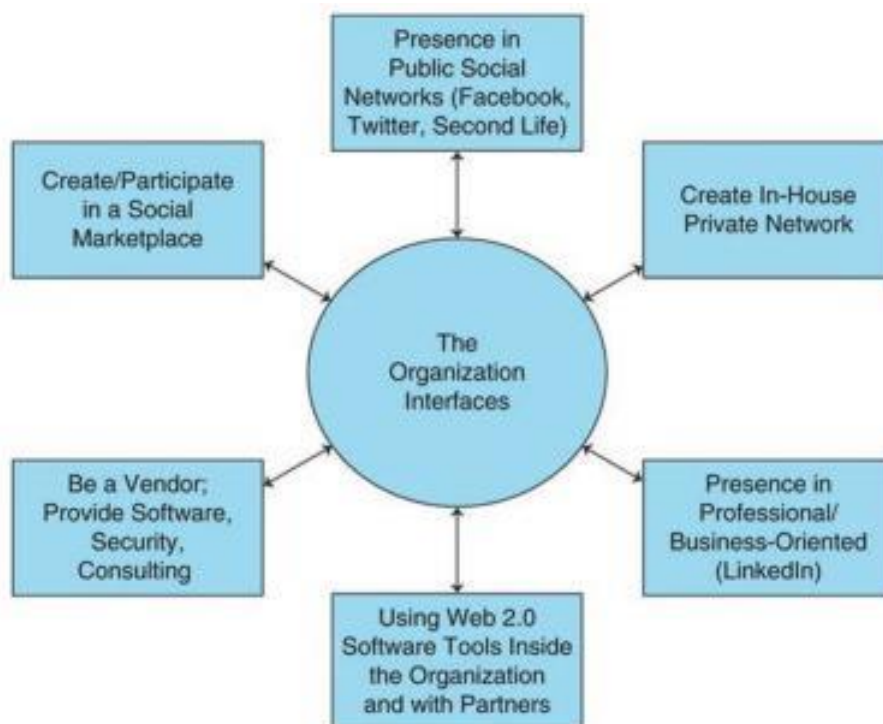 Presence in
Public Social
Networks (Facebook,
Twitter, Second Life)
Create/Participate
in a Social
Marketplace
Create In-House
Private Network
The
Organization
Interfaces
Be a Vendor;
Provide Software,
Security,
Consulting
Presence in
Professional/
Business-Oriented
(LinkedIn)
Using Web 2.0
Software Tools Inside
the Organization
and with Partners